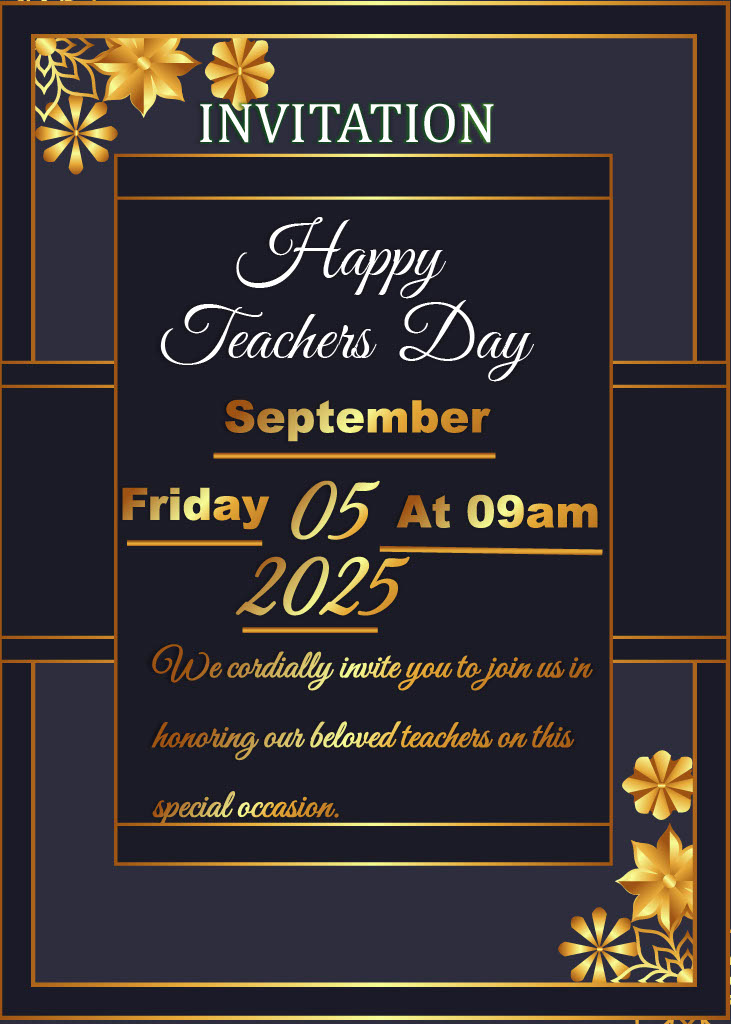 INVITATION
Happy
Teachers Day
September
Friday 05 At 09am
2025
We cordially invite you to join us in
honoring our beloved teachers on this
special occasion.